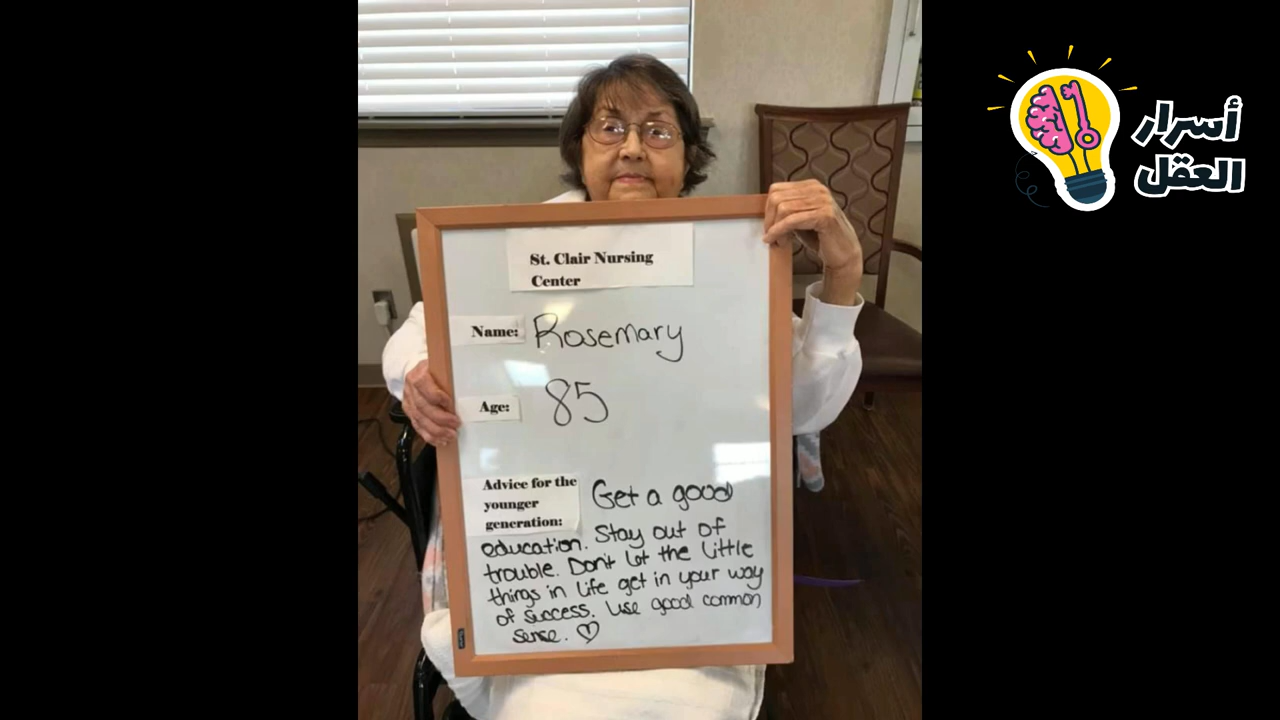 St. Clair Nursing
Center
Name: Rosemary
Age: 85
Advice for the
younger
generation: Get a good
education. Stay out of
trouble. Don't let the little
things in life get in your way
of success. Use good common
sense. ♡
أسرار
العقل